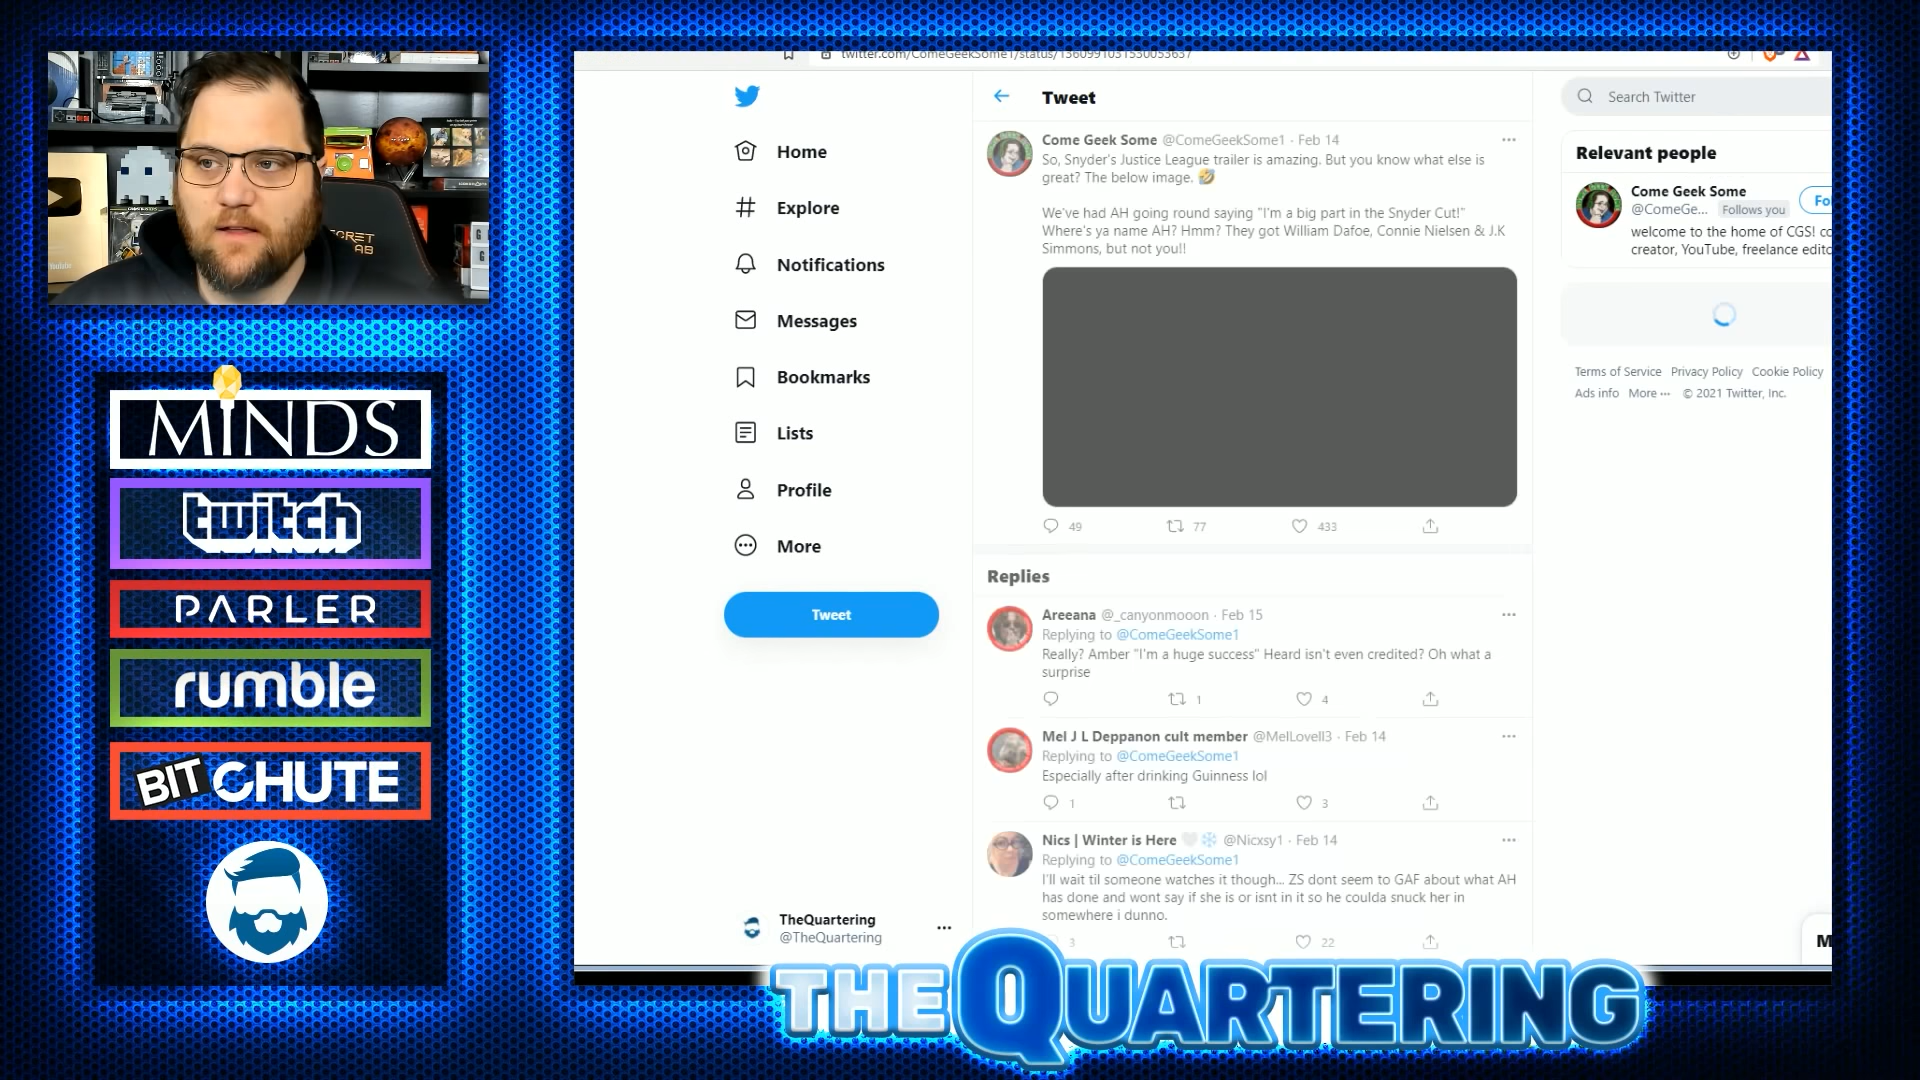 twitter.com/ComeGeekSome1/status/1360991031530053637
Home
Explore
Notifications
Messages
Bookmarks
Lists
Profile
More
Tweet
TheQuartering
@TheQuartering
Tweet
Come Geek Some @ComeGeekSome1 · Feb 14
So, Snyder's Justice League trailer is amazing. But you know what else is
great? The below image. 🤣
We've had AH going round saying "I'm a big part in the Snyder Cut!"
Where's ya name AH? Hmm? They got William Dafoe, Connie Nielsen & J.K
Simmons, but not you!!
49 77 433
Replies
Areeana @_canyonmooon · Feb 15
Replying to @ComeGeekSome1
Really? Amber "I'm a huge success" Heard isn't even credited? Oh what a
surprise
1 4
Mel J L Deppanon cult member @MelLovell3 · Feb 14
Replying to @ComeGeekSome1
Especially after drinking Guinness lol
1 3
Nics | Winter is Here 🤍❄️ @Nicxsy1 · Feb 14
Replying to @ComeGeekSome1
I'll wait til someone watches it though... ZS dont seem to GAF about what AH
has done and wont say if she is or isnt in it so he coulda snuck her in
somewhere i dunno.
3 22
Search Twitter
Relevant people
Come Geek Some
@ComeGe... Follows you
Fo
welcome to the home of CGS! co
creator, YouTube, freelance edito
Terms of Service Privacy Policy Cookie Policy
Ads info More ··· © 2021 Twitter, Inc.
M
MINDS
twitch
PARLER
rumble
BITCHUTE
THE QUARTERING